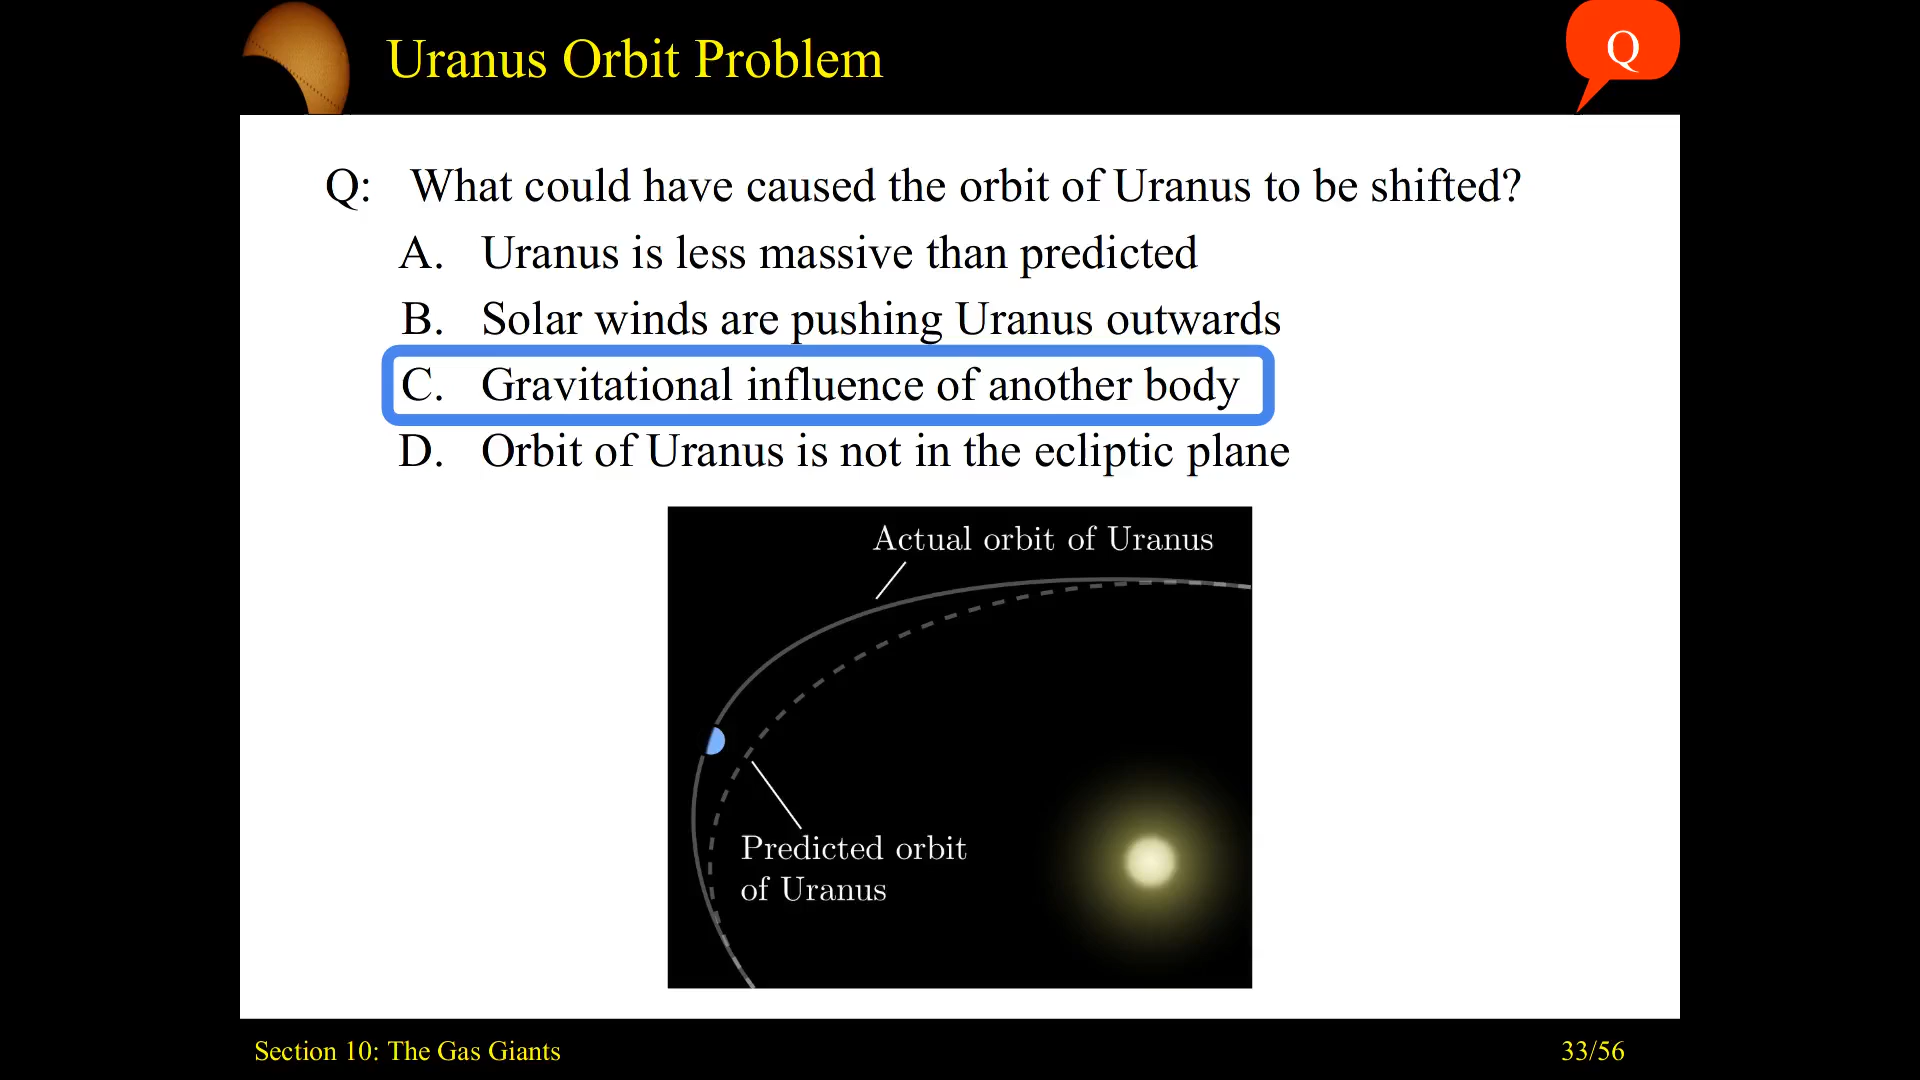 Uranus Orbit Problem
Q
Q: What could have caused the orbit of Uranus to be shifted?
A. Uranus is less massive than predicted
B. Solar winds are pushing Uranus outwards
C. Gravitational influence of another body
D. Orbit of Uranus is not in the ecliptic plane
Actual orbit of Uranus
Predicted orbit
of Uranus
Section 10: The Gas Giants
33/56